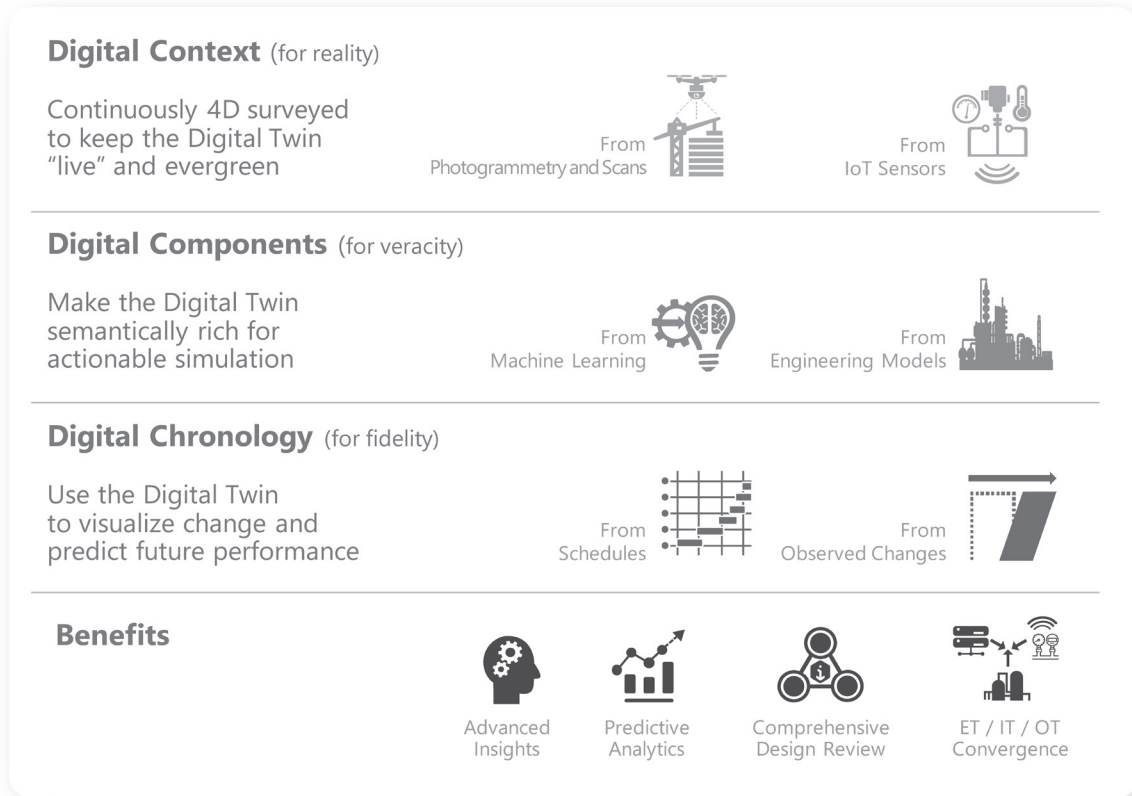 Digital Context (for reality)
Continuously 4D surveyed
to keep the Digital Twin
“live” and evergreen
From
Photogrammetry and Scans
From
IoT Sensors
Digital Components (for veracity)
Make the Digital Twin
semantically rich for
actionable simulation
From
Machine Learning
From
Engineering Models
Digital Chronology (for fidelity)
Use the Digital Twin
to visualize change and
predict future performance
From
Schedules
From
Observed Changes
Benefits
Advanced
Insights
Predictive
Analytics
Comprehensive
Design Review
ET / IT / OT
Convergence